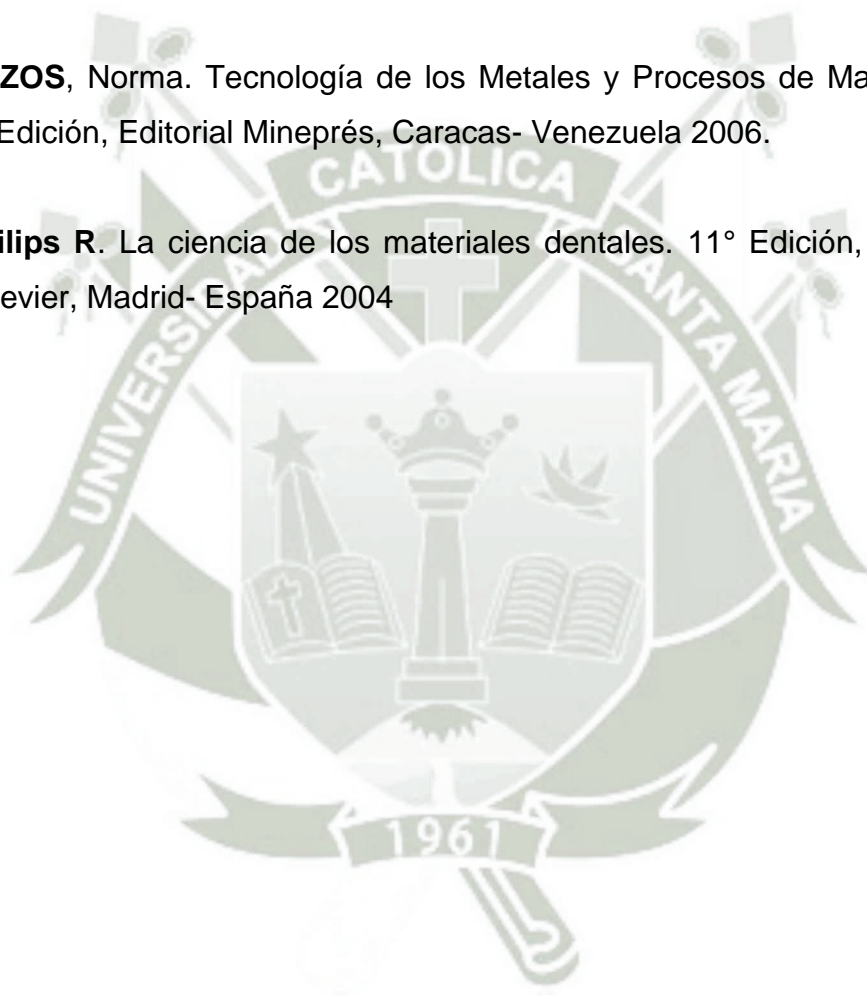 ZOS, Norma. Tecnología de los Metales y Procesos de Ma
Edición, Editorial Mineprés, Caracas- Venezuela 2006.
ilips R. La ciencia de los materiales dentales. 11° Edición,
evier, Madrid- España 2004
UNIVERSIDAD CATOLICA SANTA MARIA
1961